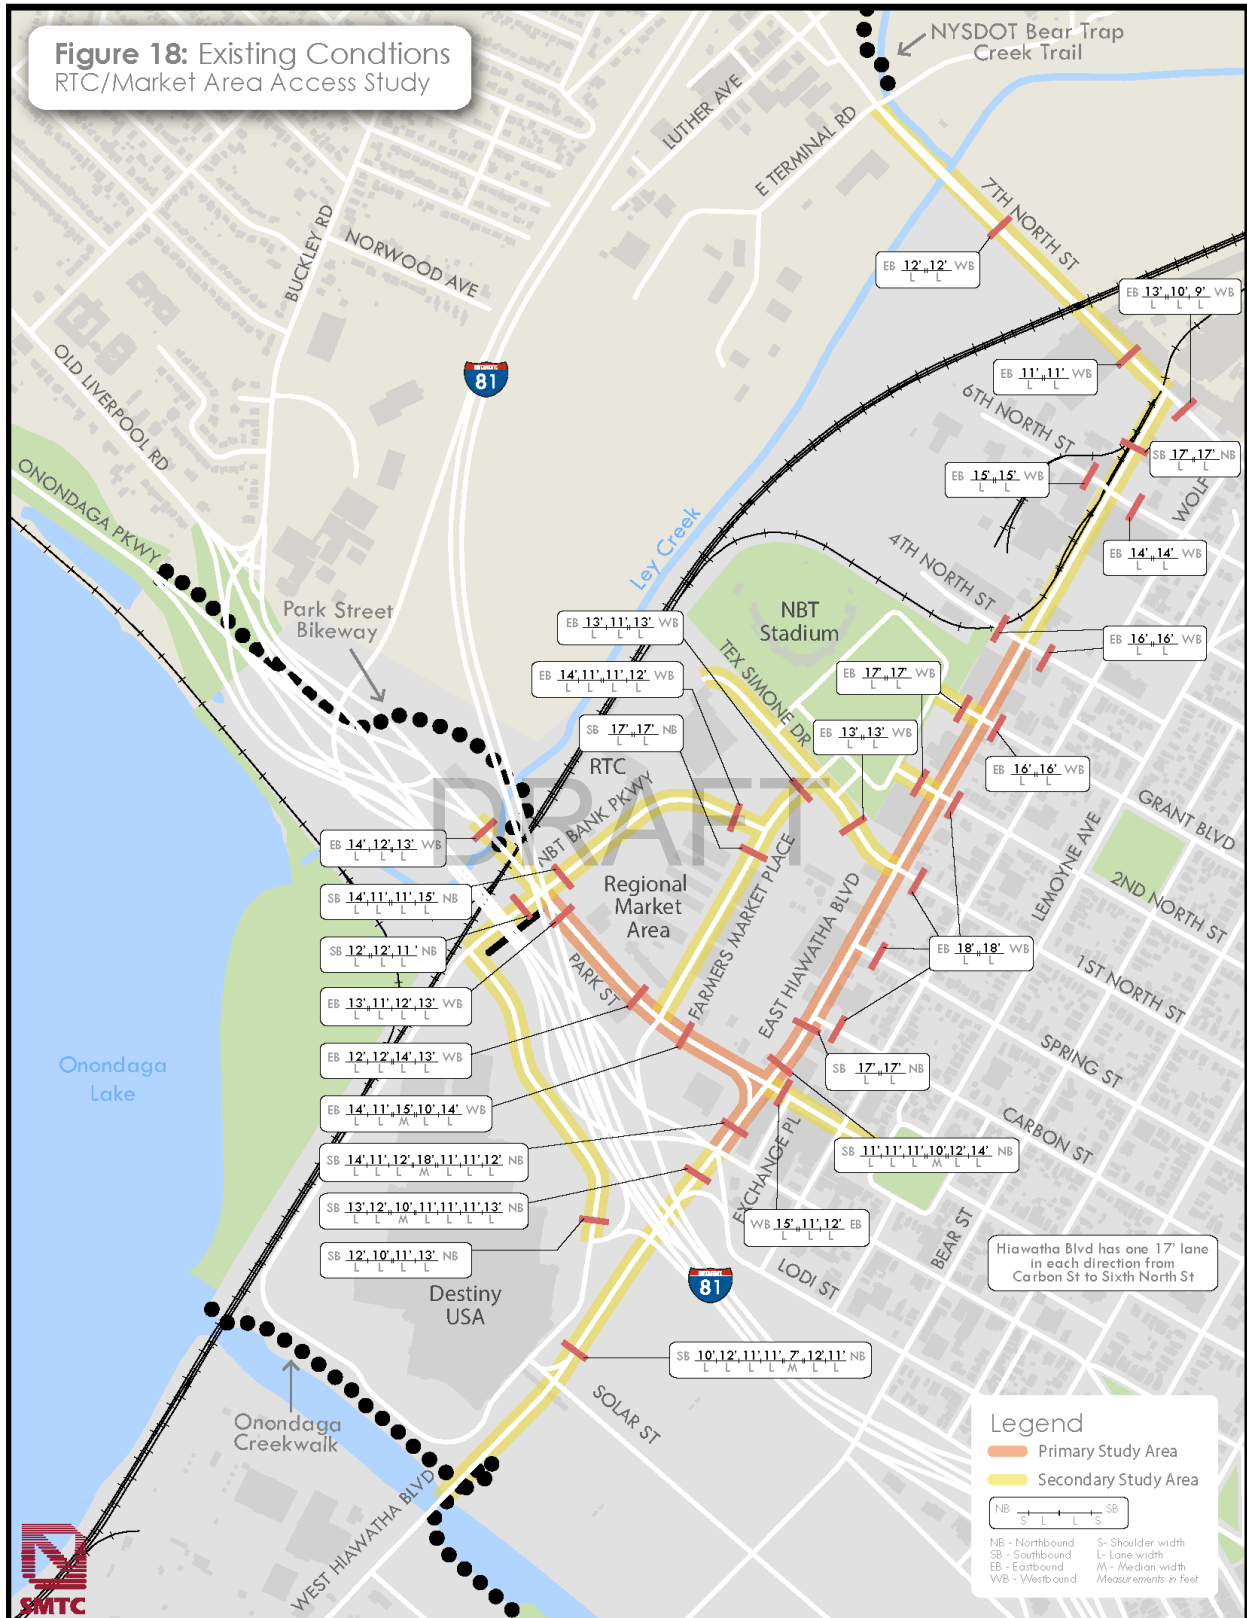 Figure 18: Existing Condtions
RTC/Market Area Access Study
NYSDOT Bear Trap
Creek Trail
LUTHER AVE
E TERMINAL RD
7TH NORTH ST
BUCKLEY RD
NORWOOD AVE
EB 12' 12' WB
L L
EB 13' 10' 9' WB
L L L
81
OLD LIVERPOOL RD
EB 11' 11' WB
L L
6TH NORTH ST
ONONDAGA PKWY
SB 17' 17' NB
L L
EB 15' 15' WB
L L
WOLF
Ley Creek
4TH NORTH ST
EB 14' 14' WB
L L
Park Street
Bikeway
NBT
Stadium
EB 13' 11' 13' WB
L L L
EB 16' 16' WB
L L
TEX SIMONE DR
EB 14' 11' 11' 12' WB
L L L L
EB 17' 17' WB
L L
SB 17' 17' NB
L L
EB 13' 13' WB
L L
RTC
EB 16' 16' WB
L L
DRAFT
NBT BANK PKWY
GRANT BLVD
LEMOYNE AVE
EB 14' 12' 13' WB
L L L
FARMERS MARKET PLACE
Regional
Market
Area
2ND NORTH ST
SB 14' 11' 11' 15' NB
L L L L
EAST HIAWATHA BLVD
SB 12' 12' 11' NB
L L L
EB 18' 18' WB
L L
PARK ST
1ST NORTH ST
EB 13' 11' 12' 13' WB
L L L L
EB 12' 12' 14' 13' WB
L L L L
SPRING ST
Onondaga
Lake
SB 17' 17' NB
L L
EB 14' 11' 15' 10' 14' WB
L L M L L
CARBON ST
EXCHANGE PL
SB 14' 11' 12' 18' 11' 11' 12' NB
L L L M L L L
SB 11' 11' 11' 10' 12' 14' NB
L L L M L L
SB 13' 12' 10' 11' 11' 11' 13' NB
L L M L L L L
WB 15' 11' 12' EB
L L L
BEAR ST
SB 12' 10' 11' 13' NB
L L L L
Hiawatha Blvd has one 17' lane
in each direction from
Carbon St to Sixth North St
LODI ST
81
Destiny
USA
SB 10' 12' 11' 11' 7' 12' 11' NB
L L L L M L L
SOLAR ST
Onondaga
Creekwalk
WEST HIAWATHA BLVD
Legend
Primary Study Area
Secondary Study Area
NB SB
S L L S
NB - Northbound S- Shoulder width
SB - Southbound L- Lane width
EB - Eastbound M - Median width
WB - Westbound Measurements in feet
SMTC